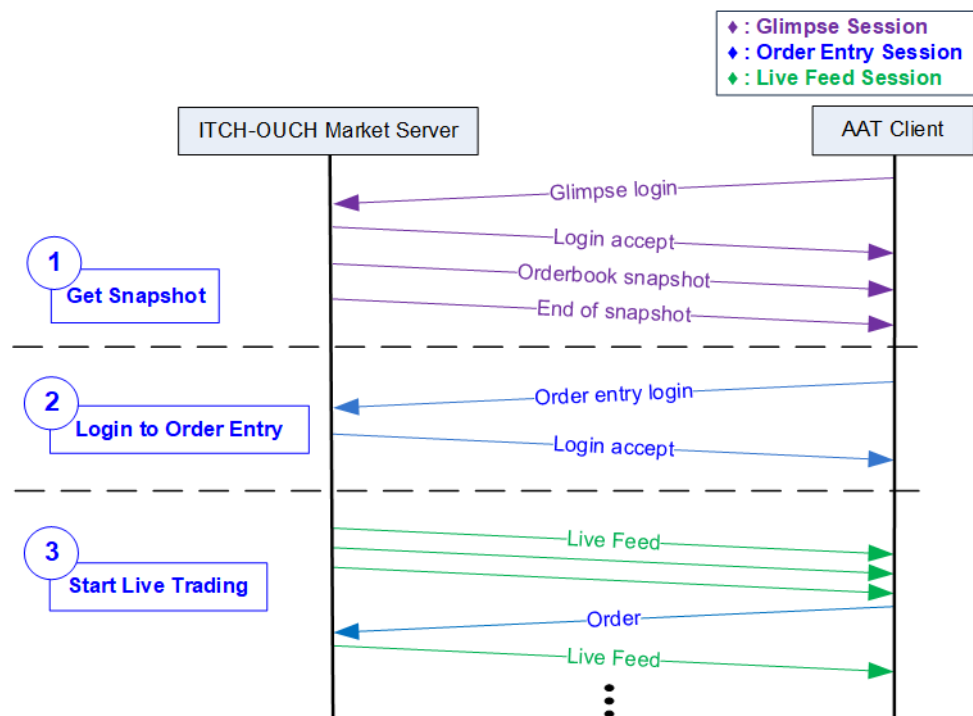 ♦ : Glimpse Session
♦ : Order Entry Session
♦ : Live Feed Session
ITCH-OUCH Market Server
AAT Client
Glimpse login
Login accept
1
Orderbook snapshot
Get Snapshot
End of snapshot
2
Order entry login
Login to Order Entry
Login accept
3
Live Feed
Start Live Trading
Order
Live Feed